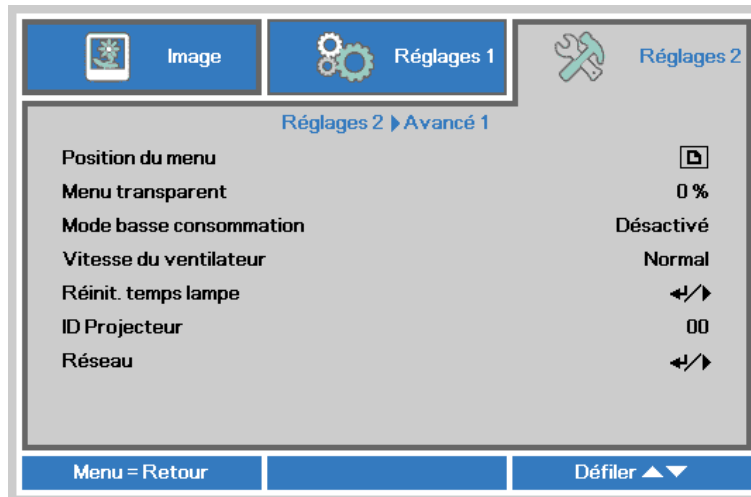 Image
Réglages 1
Réglages 2
Réglages 2 Avancé 1
Position du menu
Menu transparent 0 %
Mode basse consommation Désactivé
Vitesse du ventilateur Normal
Réinit. temps lampe
ID Projecteur 00
Réseau
Menu = Retour
Défiler